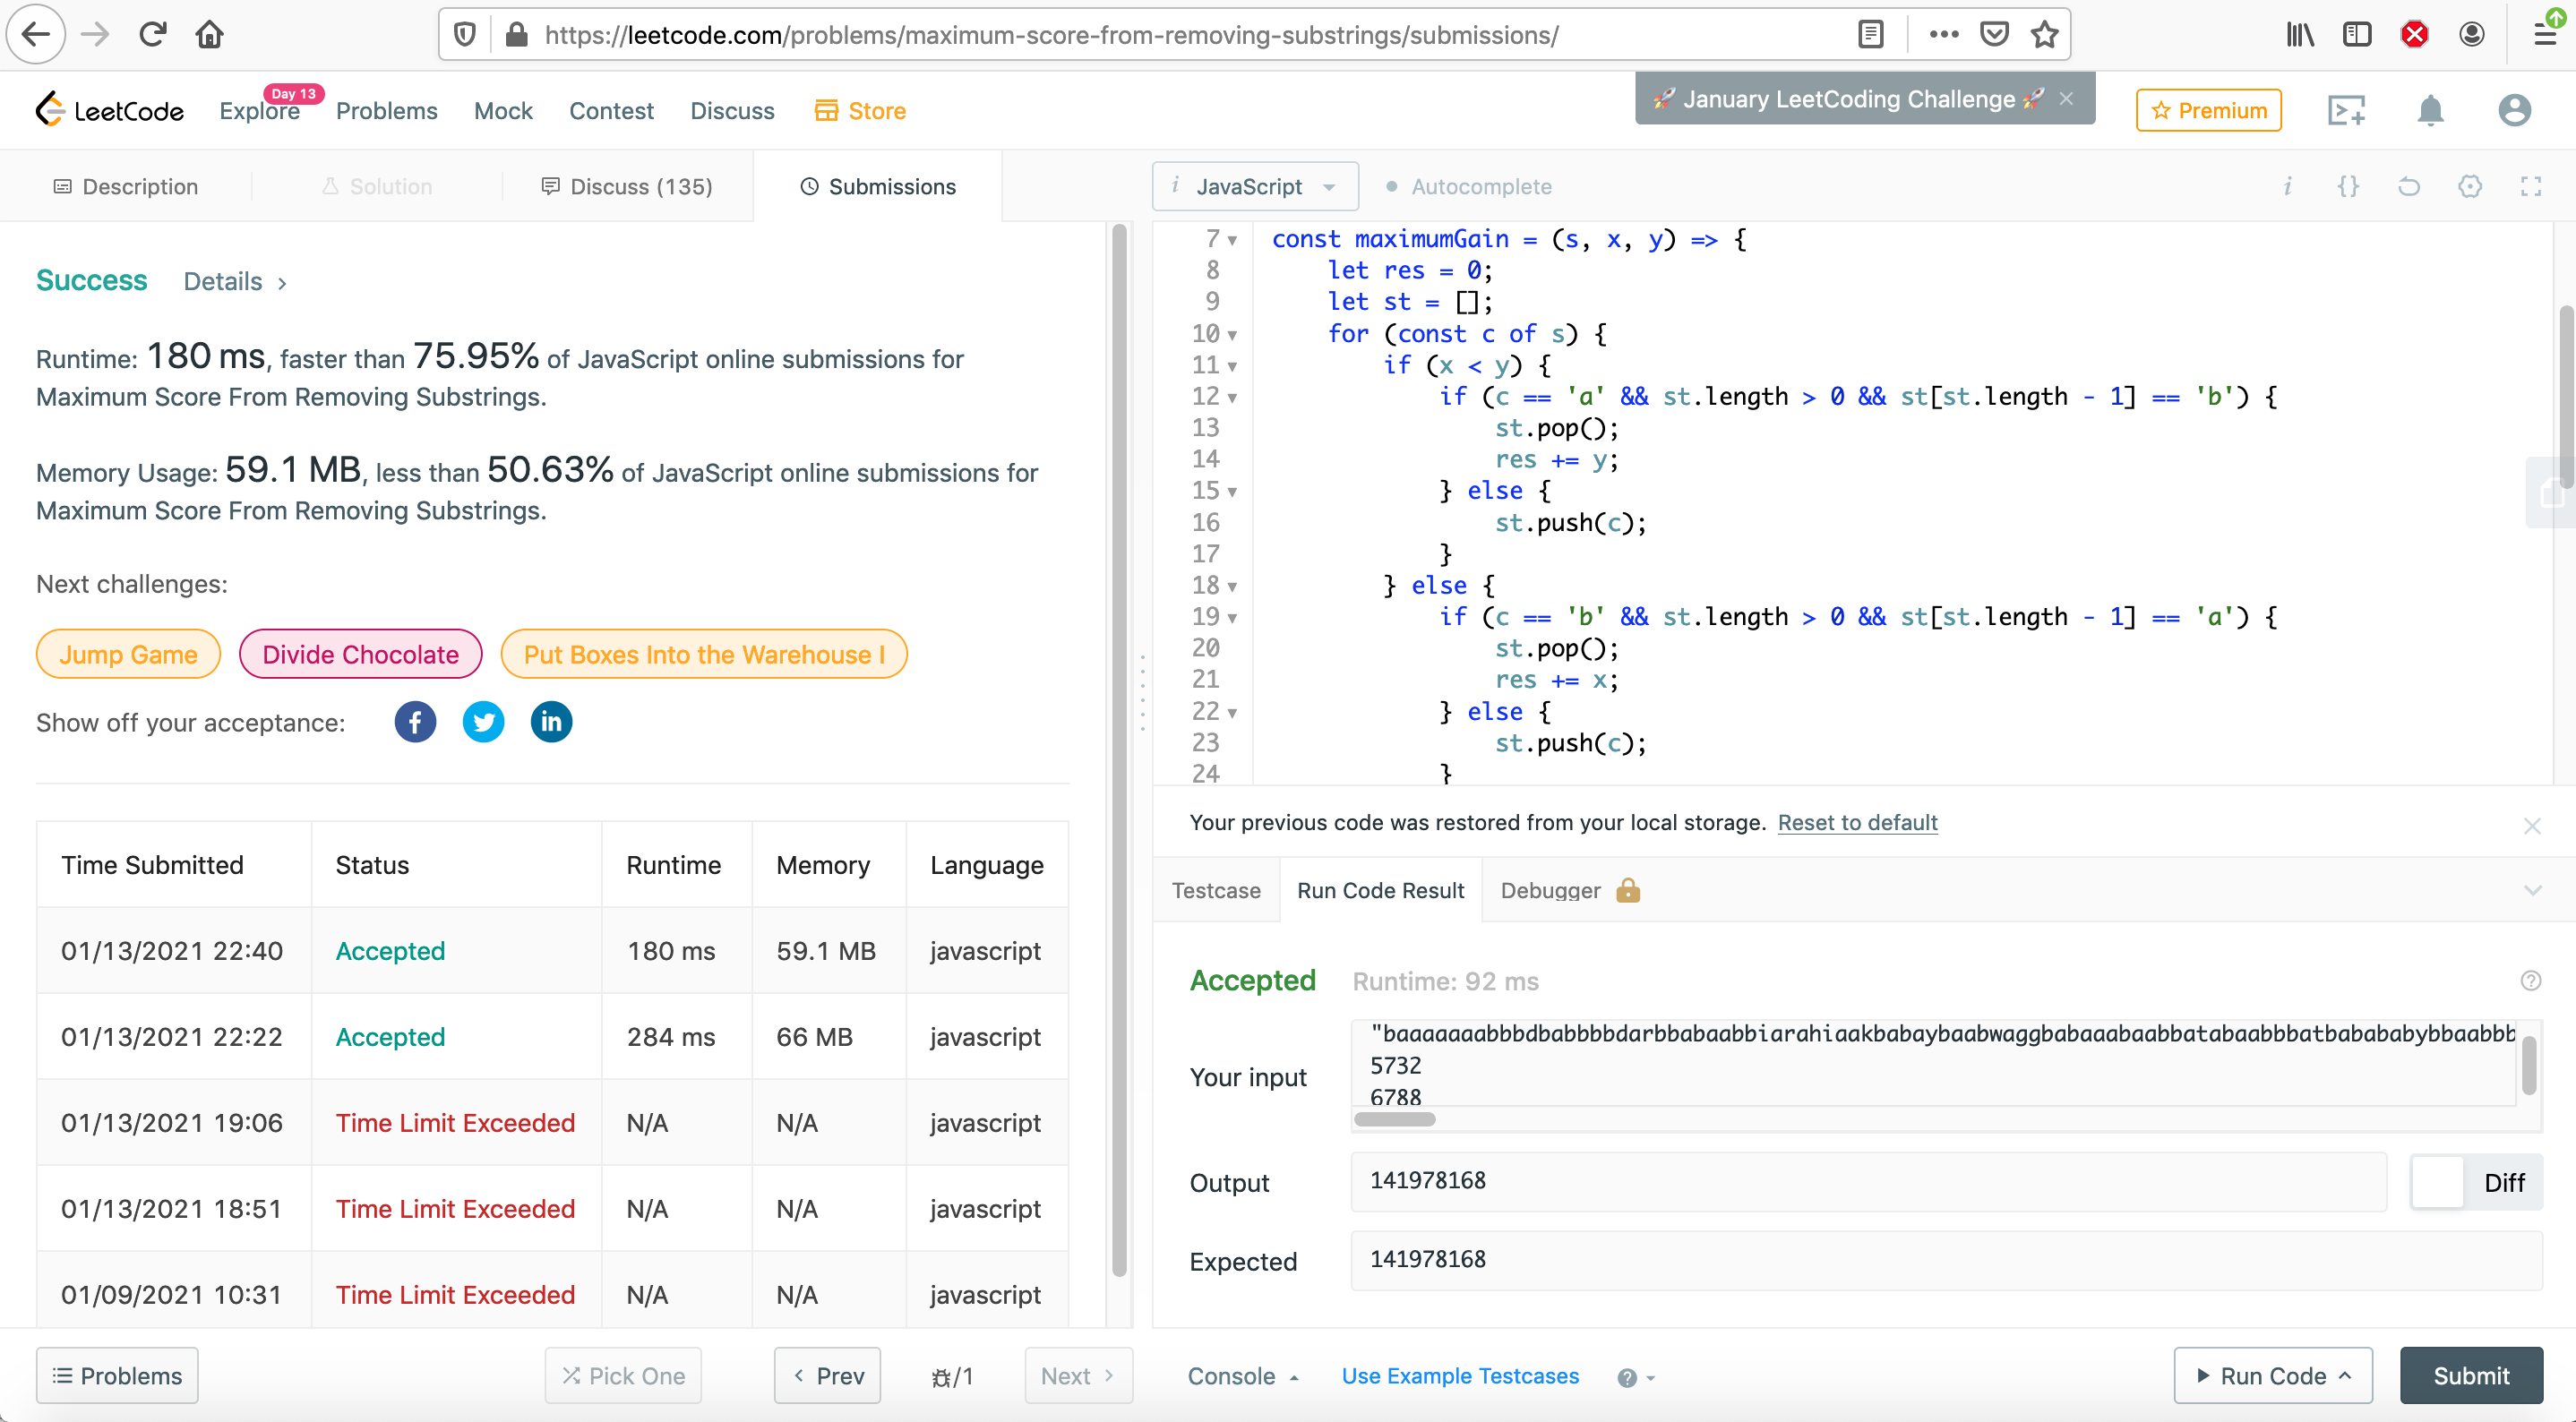 https://leetcode.com/problems/maximum-score-from-removing-substrings/submissions/
LeetCode
Explore
Day 13
Problems
Mock
Contest
Discuss
Store
🚀 January LeetCoding Challenge 🚀
Premium
Description
Solution
Discuss (135)
Submissions
Success
Details
Runtime: 180 ms, faster than 75.95% of JavaScript online submissions for
Maximum Score From Removing Substrings.
Memory Usage: 59.1 MB, less than 50.63% of JavaScript online submissions for
Maximum Score From Removing Substrings.
Next challenges:
Jump Game
Divide Chocolate
Put Boxes Into the Warehouse I
Show off your acceptance:
Time Submitted Status Runtime Memory Language
01/13/2021 22:40 Accepted 180 ms 59.1 MB javascript
01/13/2021 22:22 Accepted 284 ms 66 MB javascript
01/13/2021 19:06 Time Limit Exceeded N/A N/A javascript
01/13/2021 18:51 Time Limit Exceeded N/A N/A javascript
01/09/2021 10:31 Time Limit Exceeded N/A N/A javascript
Problems
Pick One
Prev
/1
Next
i JavaScript
Autocomplete
i {}
7 const maximumGain = (s, x, y) => {
8 let res = 0;
9 let st = [];
10 for (const c of s) {
11 if (x < y) {
12 if (c == 'a' && st.length > 0 && st[st.length - 1] == 'b') {
13 st.pop();
14 res += y;
15 } else {
16 st.push(c);
17 }
18 } else {
19 if (c == 'b' && st.length > 0 && st[st.length - 1] == 'a') {
20 st.pop();
21 res += x;
22 } else {
23 st.push(c);
24 }
Your previous code was restored from your local storage. Reset to default
Testcase
Run Code Result
Debugger
Accepted
Runtime: 92 ms
Your input
"baaaaaaabbbdbabbbbdarbbabaabbiarahiaakbabaybaabwaggbabaaabaabbatabaabbbatbabababybbaabbb
5732
6788
Output
141978168
Diff
Expected
141978168
Console
Use Example Testcases
Run Code
Submit